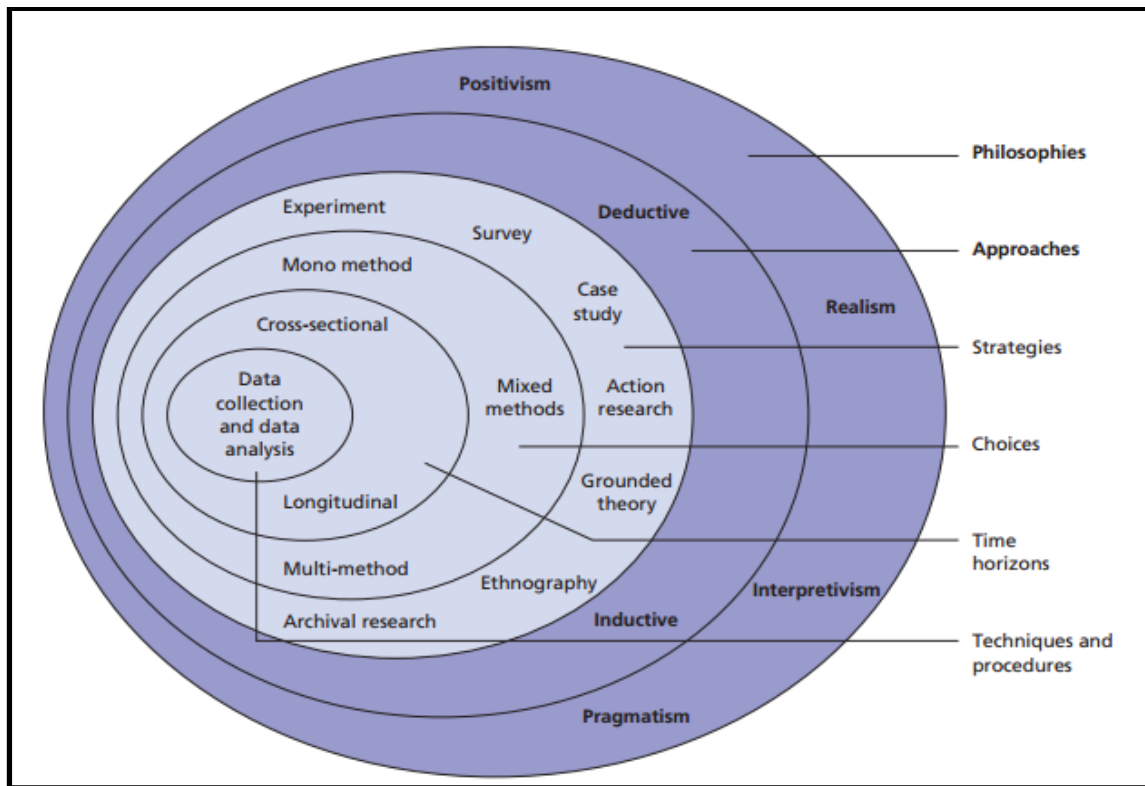 Positivism
Philosophies
Experiment
Deductive
Survey
Approaches
Mono method
Case
study
Realism
Cross-sectional
Strategies
Data
collection
and data
analysis
Mixed
methods
Action
research
Choices
Grounded
theory
Longitudinal
Time
horizons
Multi-method
Ethnography
Interpretivism
Archival research
Inductive
Techniques and
procedures
Pragmatism